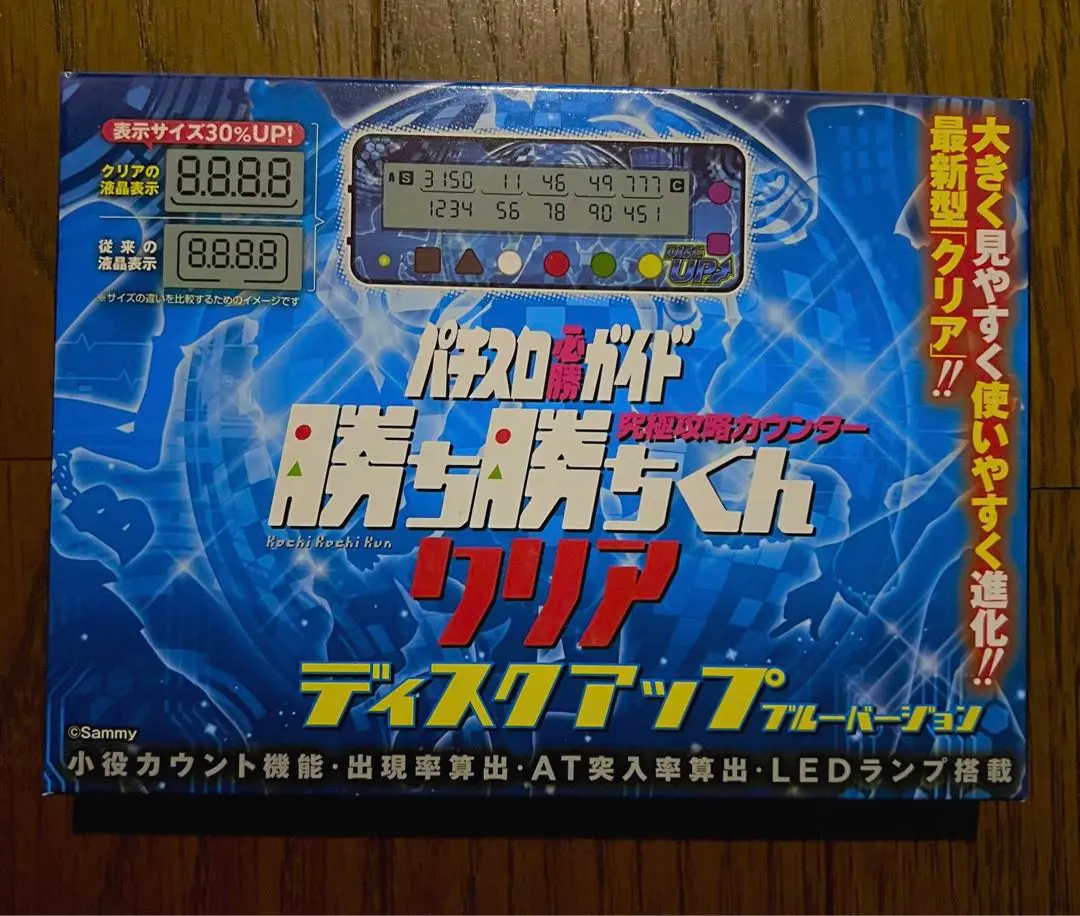 表示サイズ30%UP!
クリアの
液晶表示
8.8.8.8
従来の
液晶表示
8.8.8.8
※サイズの違いを比較するためのイメージです
S 3150 11 46 49 777 C
1234 56 78 90 451
DISC
UP
大きく見やすく使いやすく進化!!
最新型「クリア」!!
パチスロ必勝ガイド
究極攻略カウンター
勝ち勝ちくん
Kachi Kachi Kun
クリア
ディスクアップ ブルーバージョン
©Sammy
小役カウント機能・出現率算出・AT突入率算出・LEDランプ搭載